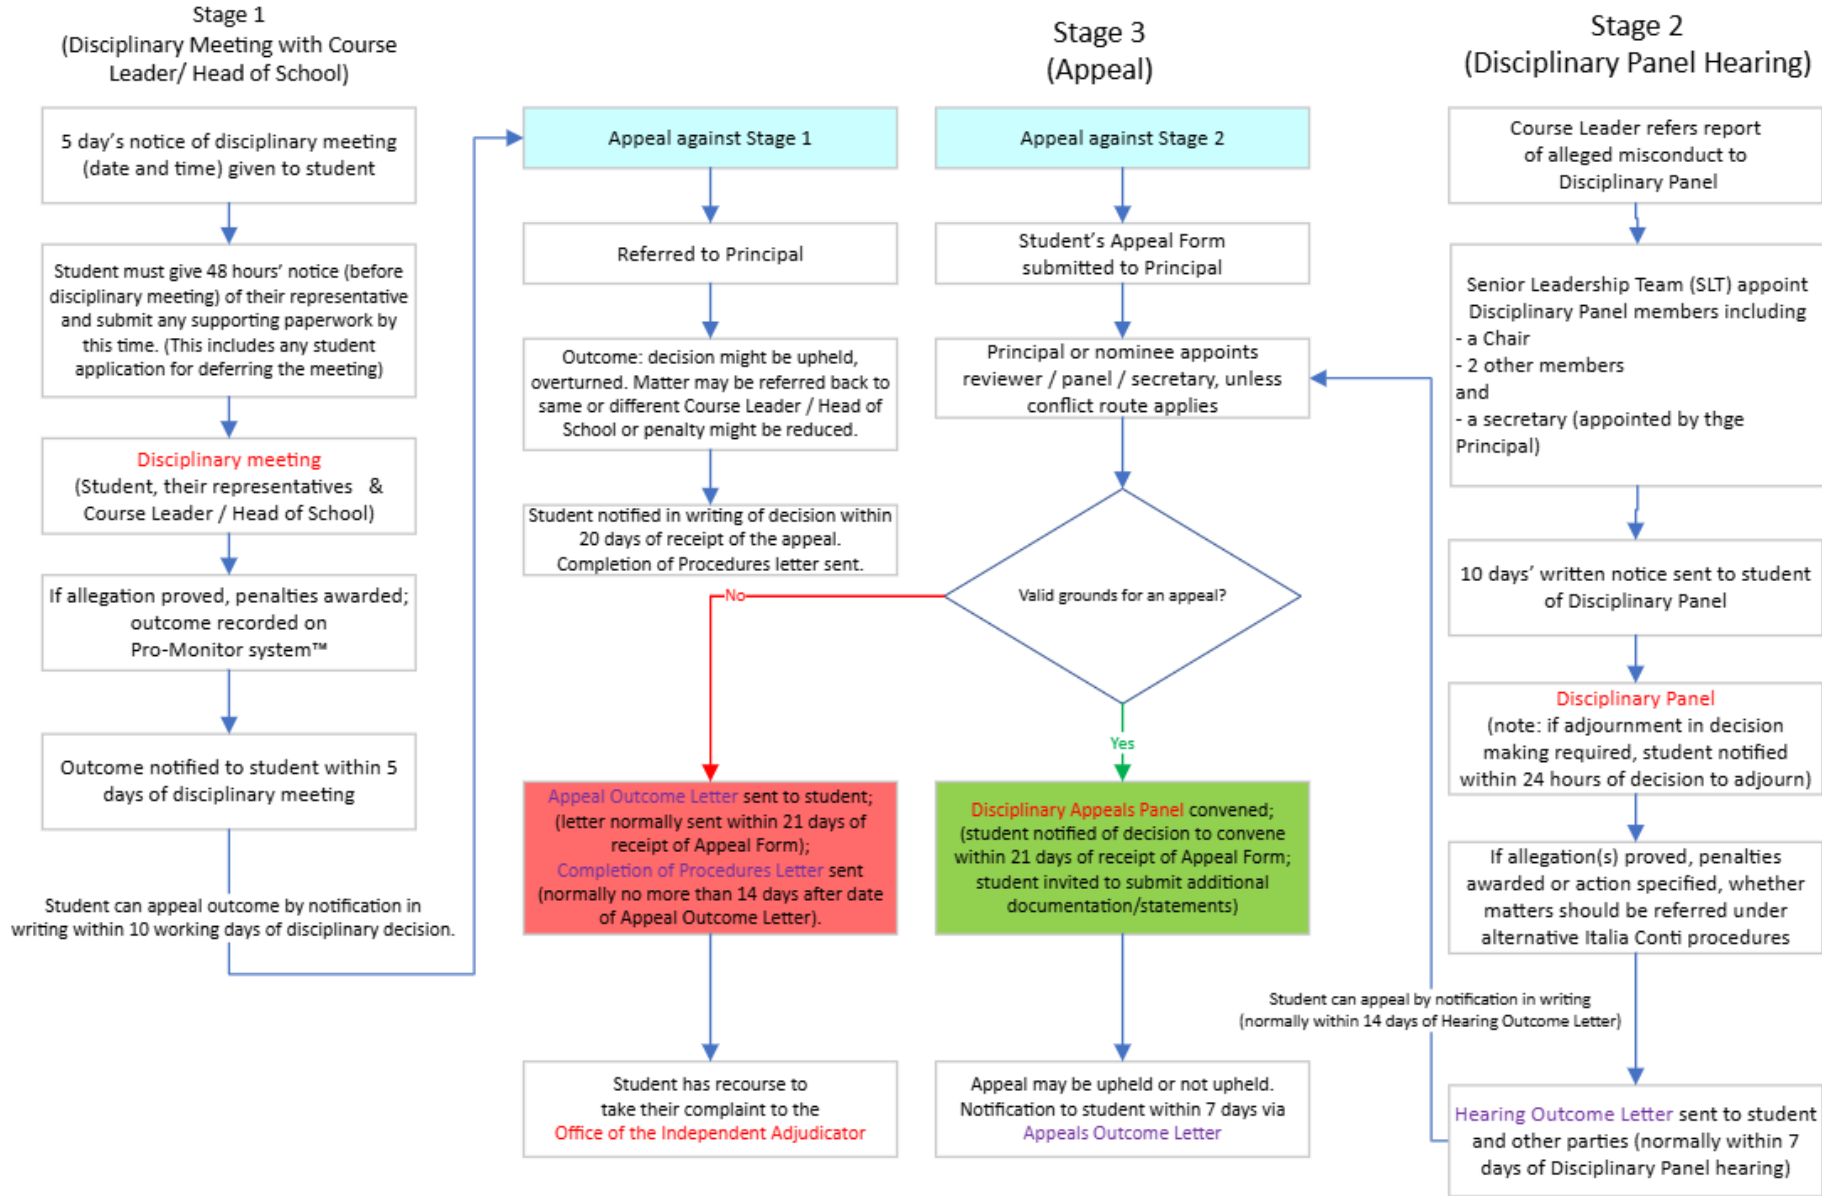 Stage 1
(Disciplinary Meeting with Course
Leader/ Head of School)
5 day's notice of disciplinary meeting
(date and time) given to student
Student must give 48 hours' notice (before
disciplinary meeting) of their representative
and submit any supporting paperwork by
this time. (This includes any student
application for deferring the meeting)
Disciplinary meeting
(Student, their representatives &
Course Leader / Head of School)
If allegation proved, penalties awarded;
outcome recorded on
Pro-Monitor system™
Outcome notified to student within 5
days of disciplinary meeting
Student can appeal outcome by notification in
writing within 10 working days of disciplinary decision.
Stage 3
(Appeal)
Appeal against Stage 1
Referred to Principal
Outcome: decision might be upheld,
overturned. Matter may be referred back to
same or different Course Leader / Head of
School or penalty might be reduced.
Student notified in writing of decision within
20 days of receipt of the appeal.
Completion of Procedures letter sent.
Appeal against Stage 2
Student's Appeal Form
submitted to Principal
Principal or nominee appoints
reviewer / panel / secretary, unless
conflict route applies
Valid grounds for an appeal?
No
Yes
Appeal Outcome Letter sent to student;
(letter normally sent within 21 days of
receipt of Appeal Form);
Completion of Procedures Letter sent
(normally no more than 14 days after date
of Appeal Outcome Letter).
Student has recourse to
take their complaint to the
Office of the Independent Adjudicator
Disciplinary Appeals Panel convened;
(student notified of decision to convene
within 21 days of receipt of Appeal Form;
student invited to submit additional
documentation/statements)
Appeal may be upheld or not upheld.
Notification to student within 7 days via
Appeals Outcome Letter
Stage 2
(Disciplinary Panel Hearing)
Course Leader refers report
of alleged misconduct to
Disciplinary Panel
Senior Leadership Team (SLT) appoint
Disciplinary Panel members including
- a Chair
- 2 other members
and
- a secretary (appointed by thge
Principal)
10 days' written notice sent to student
of Disciplinary Panel
Disciplinary Panel
(note: if adjournment in decision
making required, student notified
within 24 hours of decision to adjourn)
If allegation(s) proved, penalties
awarded or action specified, whether
matters should be referred under
alternative Italia Conti procedures
Student can appeal by notification in writing
(normally within 14 days of Hearing Outcome Letter)
Hearing Outcome Letter sent to student
and other parties (normally within 7
days of Disciplinary Panel hearing)